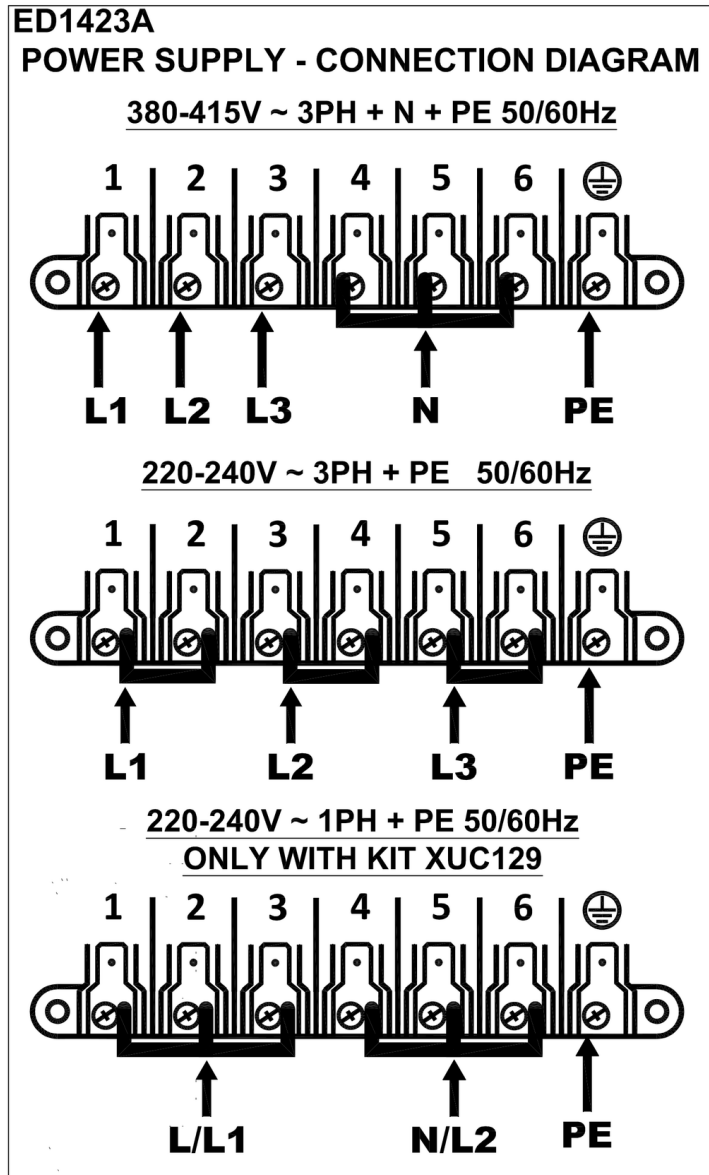 ED1423A
POWER SUPPLY - CONNECTION DIAGRAM
380-415V ~ 3PH + N + PE 50/60Hz
1 2 3 4 5 6
L1 L2 L3 N PE
220-240V ~ 3PH + PE 50/60Hz
1 2 3 4 5 6
L1 L2 L3 PE
220-240V ~ 1PH + PE 50/60Hz
ONLY WITH KIT XUC129
1 2 3 4 5 6
L/L1 N/L2 PE